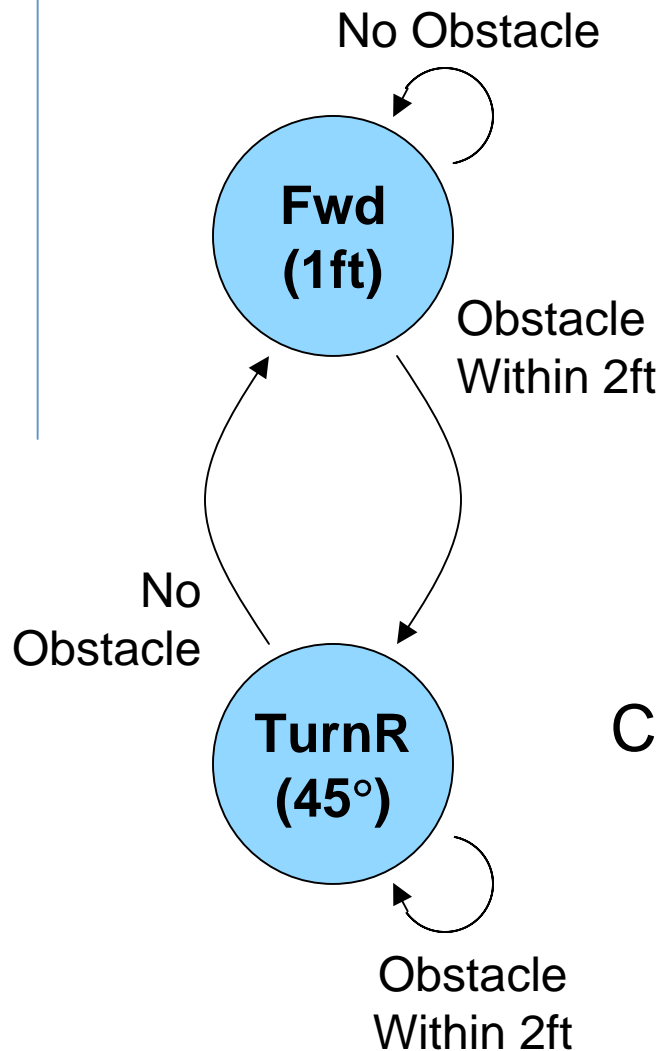 No Obstacle
Fwd
(1ft)
Obstacle
Within 2ft
No
Obstacle
TurnR
(45°)
C
Obstacle
Within 2ft